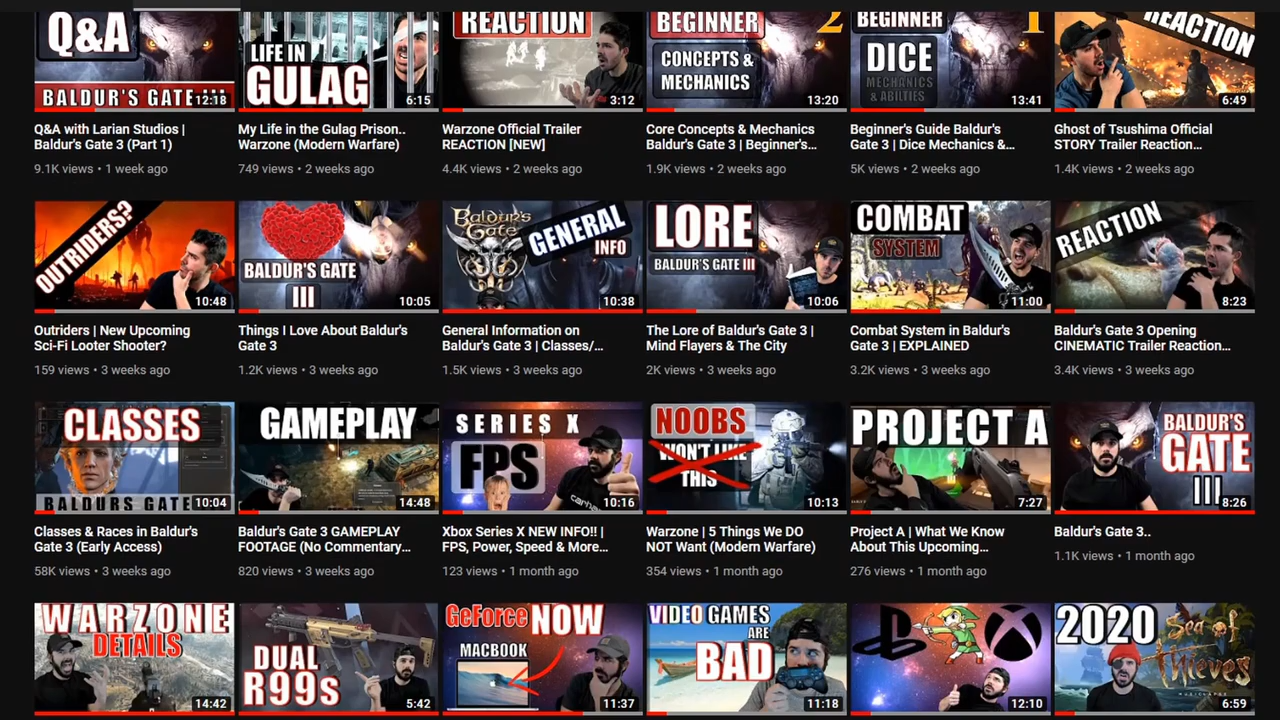 Q&A
BALDUR'S GATE III
12:18
LIFE IN
GULAG
6:15
REACTION
3:12
BEGINNER
2
CONCEPTS &
MECHANICS
13:20
BEGINNER
1
DICE
MECHANICS
& ABILTIES
13:41
REACTION
6:49
Q&A with Larian Studios |
Baldur's Gate 3 (Part 1)
9.1K views • 1 week ago
My Life in the Gulag Prison..
Warzone (Modern Warfare)
749 views • 2 weeks ago
Warzone Official Trailer
REACTION [NEW]
4.4K views • 2 weeks ago
Core Concepts & Mechanics
Baldur's Gate 3 | Beginner's...
1.9K views • 2 weeks ago
Beginner's Guide Baldur's
Gate 3 | Dice Mechanics &...
5K views • 2 weeks ago
Ghost of Tsushima Official
STORY Trailer Reaction...
1.4K views • 2 weeks ago
OUTRIDERS?
10:48
BALDUR'S GATE
III
10:05
BALDUR'S
GATE
GENERAL
INFO
10:38
LORE
BALDUR'S GATE III
10:06
COMBAT
SYSTEM
11:00
REACTION
8:23
Outriders | New Upcoming
Sci-Fi Looter Shooter?
159 views • 3 weeks ago
Things I Love About Baldur's
Gate 3
1.2K views • 3 weeks ago
General Information on
Baldur's Gate 3 | Classes/...
1.5K views • 3 weeks ago
The Lore of Baldur's Gate 3 |
Mind Flayers & The City
2K views • 3 weeks ago
Combat System in Baldur's
Gate 3 | EXPLAINED
3.2K views • 3 weeks ago
Baldur's Gate 3 Opening
CINEMATIC Trailer Reaction...
3.4K views • 3 weeks ago
CLASSES
BALDURS GATE
10:04
GAMEPLAY
14:48
SERIES X
FPS
10:16
NOOBS
WON'T LIKE
THIS
10:13
PROJECT A
7:27
BALDUR'S
GATE
III
8:26
Classes & Races in Baldur's
Gate 3 (Early Access)
58K views • 3 weeks ago
Baldur's Gate 3 GAMEPLAY
FOOTAGE (No Commentary...
820 views • 3 weeks ago
Xbox Series X NEW INFO!! |
FPS, Power, Speed & More...
123 views • 1 month ago
Warzone | 5 Things We DO
NOT Want (Modern Warfare)
354 views • 1 month ago
Project A | What We Know
About This Upcoming...
276 views • 1 month ago
Baldur's Gate 3..
1.1K views • 1 month ago
WARZONE
DETAILS
14:42
DUAL
R99s
5:42
GeForce NOW
MACBOOK
11:37
VIDEO GAMES
ARE
BAD
11:18
12:10
2020
Sea of
Thieves
6:59